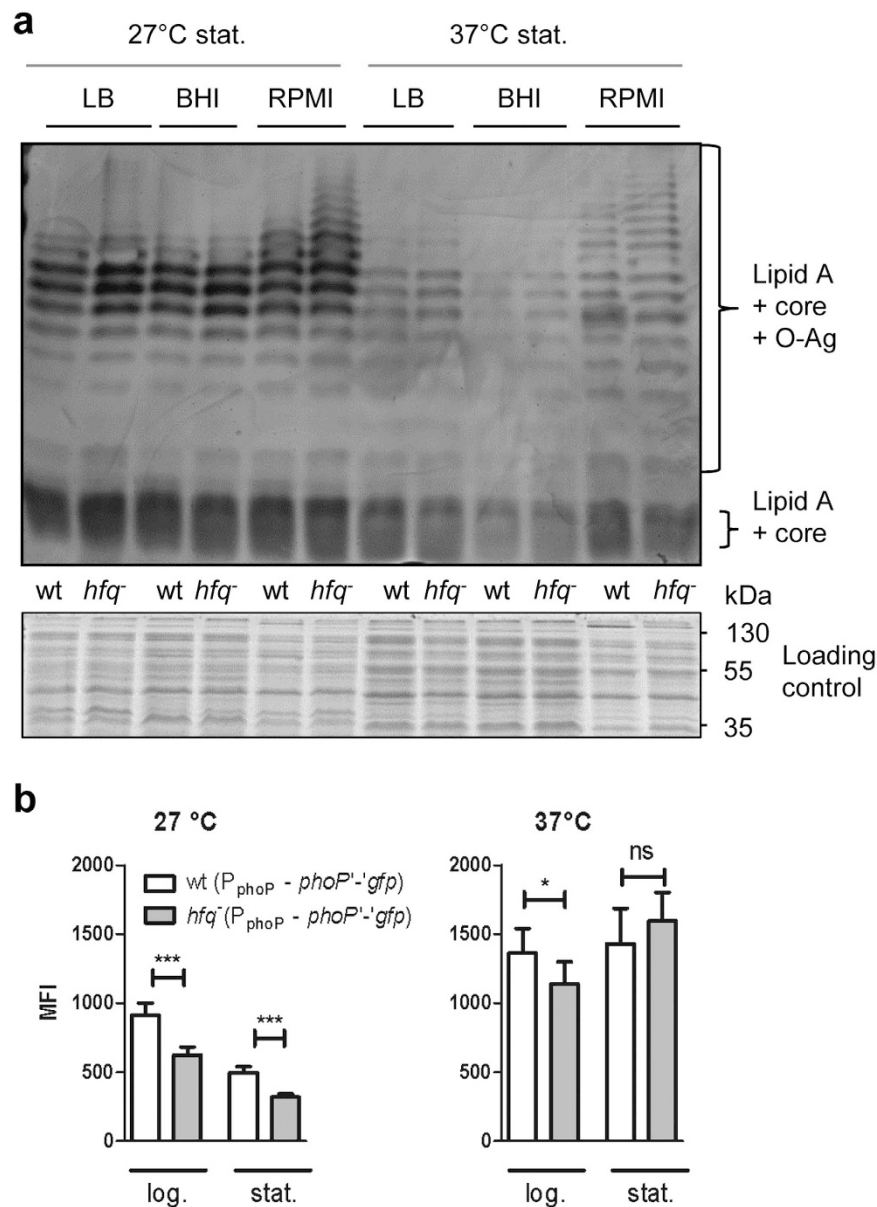 a
27°C stat. 37°C stat.
LB BHI RPMI LB BHI RPMI
Lipid A
+ core
+ O-Ag
Lipid A
+ core
wt hfq⁻ wt hfq⁻ wt hfq⁻ wt hfq⁻ wt hfq⁻ wt hfq⁻ kDa
130
55
35
Loading
control
b
27 °C
2000
1500
1000
500
0
MFI
wt (PphoP - phoP'-'gfp)
hfq⁻ (PphoP - phoP'-'gfp)
***
***
log. stat.
37°C
2000
1500
1000
500
0
*
ns
log. stat.